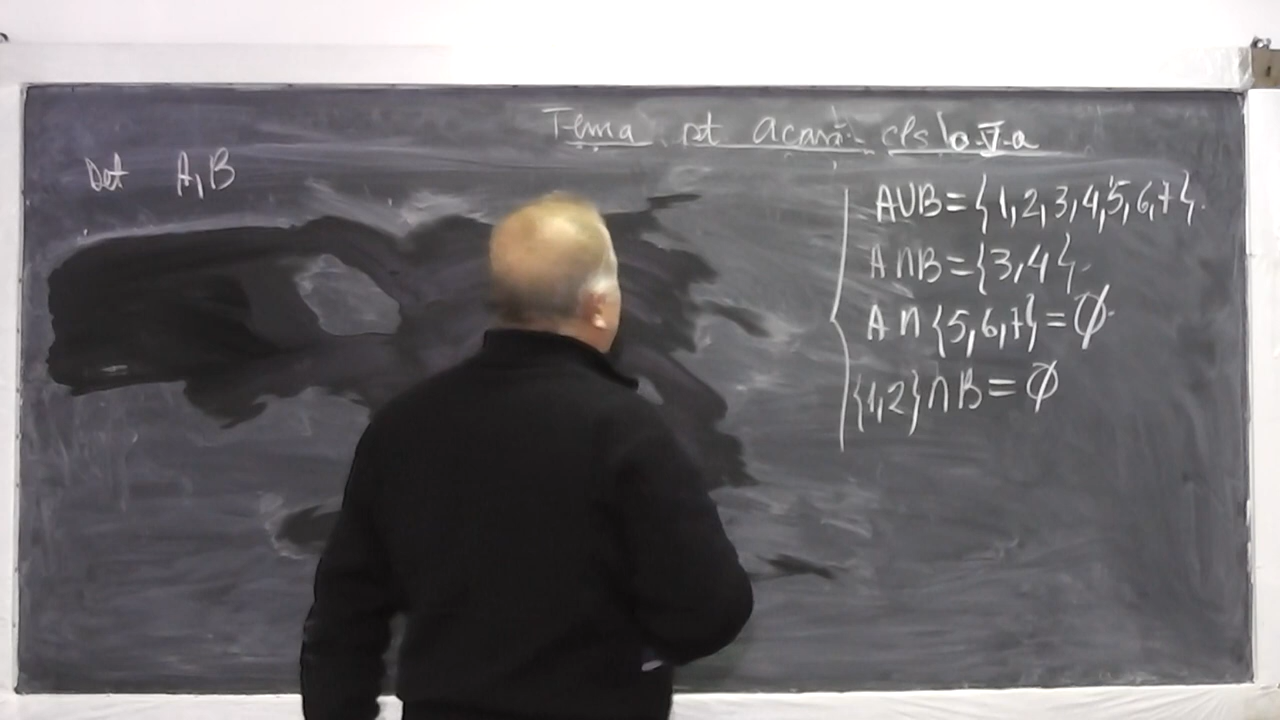 Tema pt acasă cls a V-a
Det A, B
A∪B={1,2,3,4,5,6,7}.
A∩B={3,4}.
A∩{5,6,7}=∅.
{1,2}∩B=∅